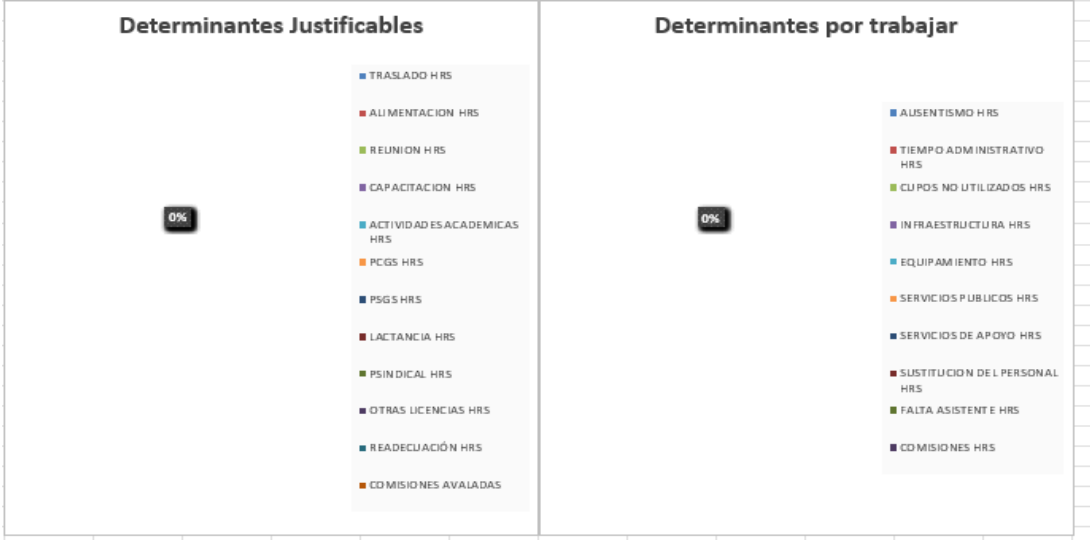 Determinantes Justificables
TRASLADO HRS
ALIMENTACION HRS
REUNION HRS
CAPACITACION HRS
0%
ACTIVIDADES ACADEMICAS
HRS
PCGS HRS
PSGS HRS
LACTANCIA HRS
PSINDICAL HRS
OTRAS LICENCIAS HRS
READECUACIÓN HRS
COMISIONES AVALADAS
Determinantes por trabajar
AUSENTISMO HRS
TIEMPO ADMINISTRATIVO
HRS
CUPOS NO UTILIZADOS HRS
0%
INFRAESTRUCTURA HRS
EQUIPAMIENTO HRS
SERVICIOS PUBLICOS HRS
SERVICIOS DE APOYO HRS
SUSTITUCION DEL PERSONAL
HRS
FALTA ASISTENTE HRS
COMISIONES HRS